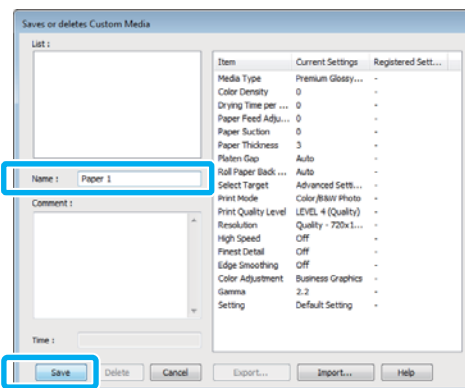 Saves or deletes Custom Media
List :
Name : Paper 1
Comment :
Time :
Item Current Settings Registered Sett...
Media Type Premium Glossy... -
Color Density 0 -
Drying Time per ... 0 -
Paper Feed Adju... 0 -
Paper Suction 0 -
Paper Thickness 3 -
Platen Gap Auto -
Roll Paper Back ... Auto -
Select Target Advanced Setti... -
Print Mode Color/B&W Photo -
Print Quality Level LEVEL 4 (Quality) -
Resolution Quality - 720x1... -
High Speed Off -
Finest Detail Off -
Edge Smoothing Off -
Color Adjustment Business Graphics -
Gamma 2.2 -
Setting Default Setting -
Save Delete Cancel Export... Import... Help